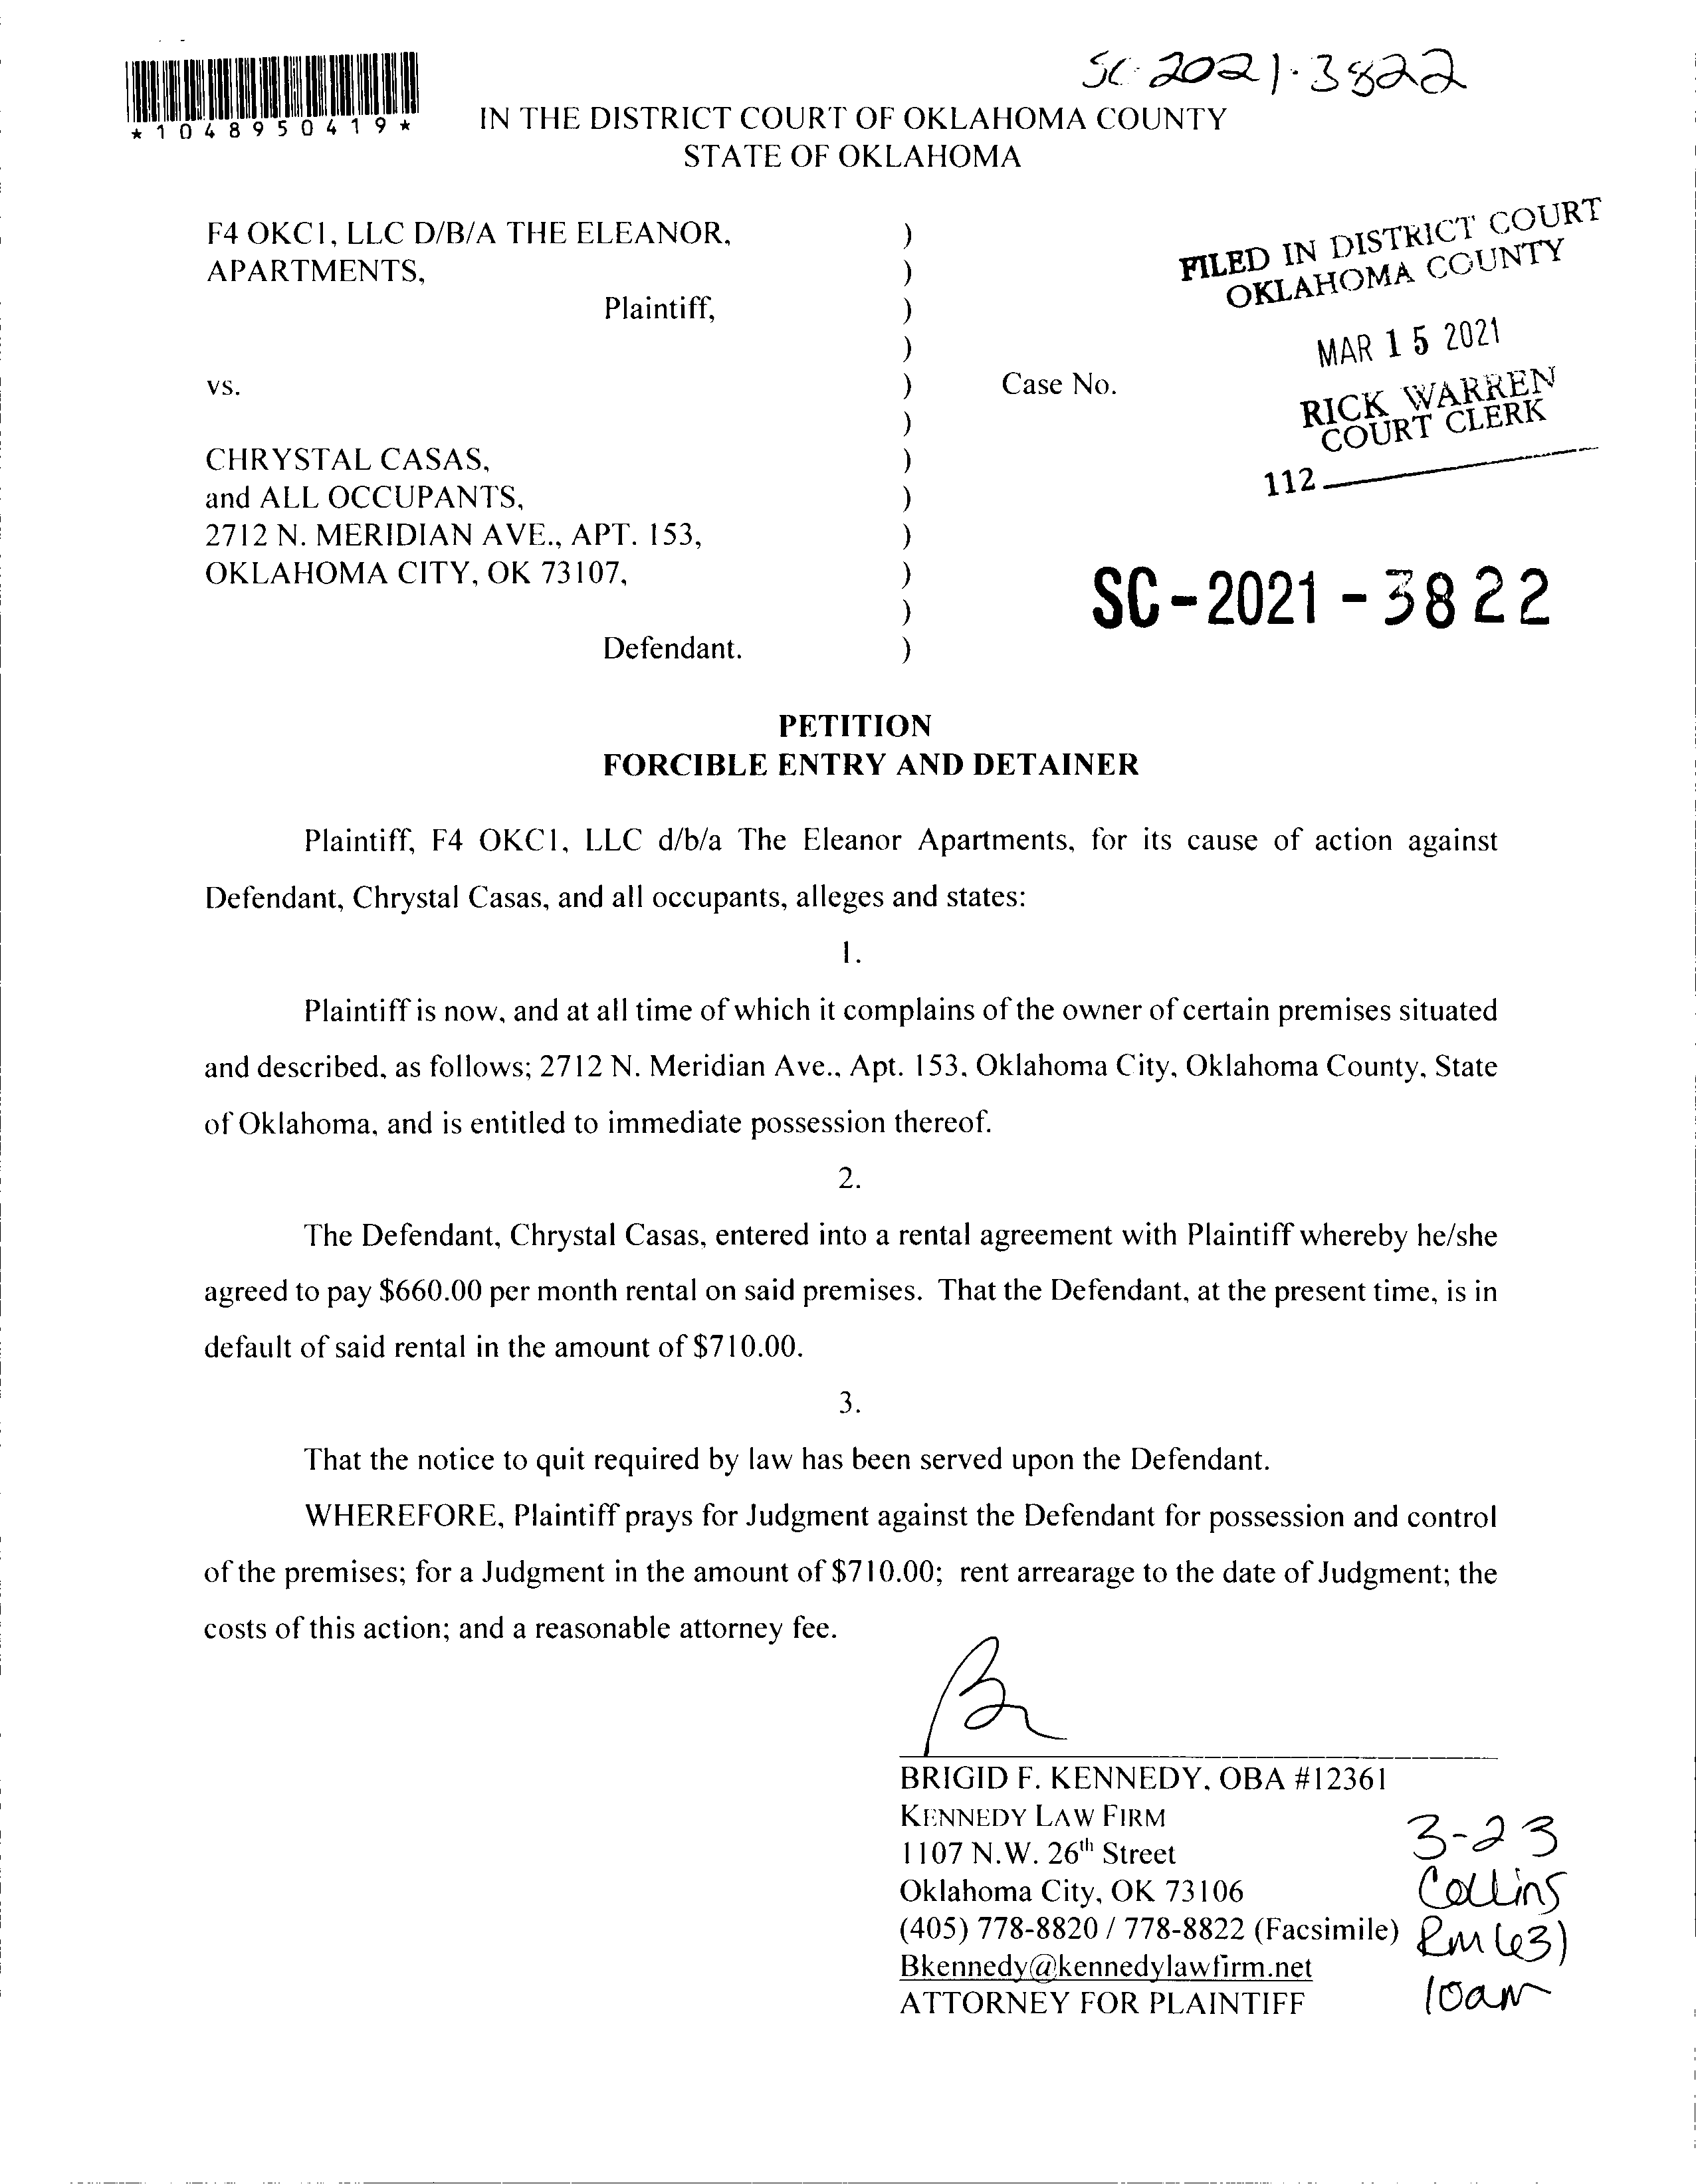 SC-2021-3822
*1048950419*
IN THE DISTRICT COURT OF OKLAHOMA COUNTY
STATE OF OKLAHOMA
F4 OKC1, LLC D/B/A THE ELEANOR, )
APARTMENTS, )
Plaintiff, )
)
vs. ) Case No.
)
CHRYSTAL CASAS, )
and ALL OCCUPANTS, )
2712 N. MERIDIAN AVE., APT. 153, )
OKLAHOMA CITY, OK 73107, )
)
Defendant. )
FILED IN DISTRICT COURT
OKLAHOMA COUNTY
MAR 15 2021
RICK WARREN
COURT CLERK
112
SC-2021-3822
PETITION
FORCIBLE ENTRY AND DETAINER
Plaintiff, F4 OKC1, LLC d/b/a The Eleanor Apartments, for its cause of action against
Defendant, Chrystal Casas, and all occupants, alleges and states:
1.
Plaintiff is now, and at all time of which it complains of the owner of certain premises situated
and described, as follows; 2712 N. Meridian Ave., Apt. 153, Oklahoma City, Oklahoma County, State
of Oklahoma, and is entitled to immediate possession thereof.
2.
The Defendant, Chrystal Casas, entered into a rental agreement with Plaintiff whereby he/she
agreed to pay $660.00 per month rental on said premises. That the Defendant, at the present time, is in
default of said rental in the amount of $710.00.
3.
That the notice to quit required by law has been served upon the Defendant.
WHEREFORE, Plaintiff prays for Judgment against the Defendant for possession and control
of the premises; for a Judgment in the amount of $710.00; rent arrearage to the date of Judgment; the
costs of this action; and a reasonable attorney fee.
BRIGID F. KENNEDY, OBA #12361
KENNEDY LAW FIRM
1107 N.W. 26th Street
Oklahoma City, OK 73106
(405) 778-8820 / 778-8822 (Facsimile)
Bkennedy@kennedylawfirm.net
ATTORNEY FOR PLAINTIFF
3-23
Collins
Rm 631
10am